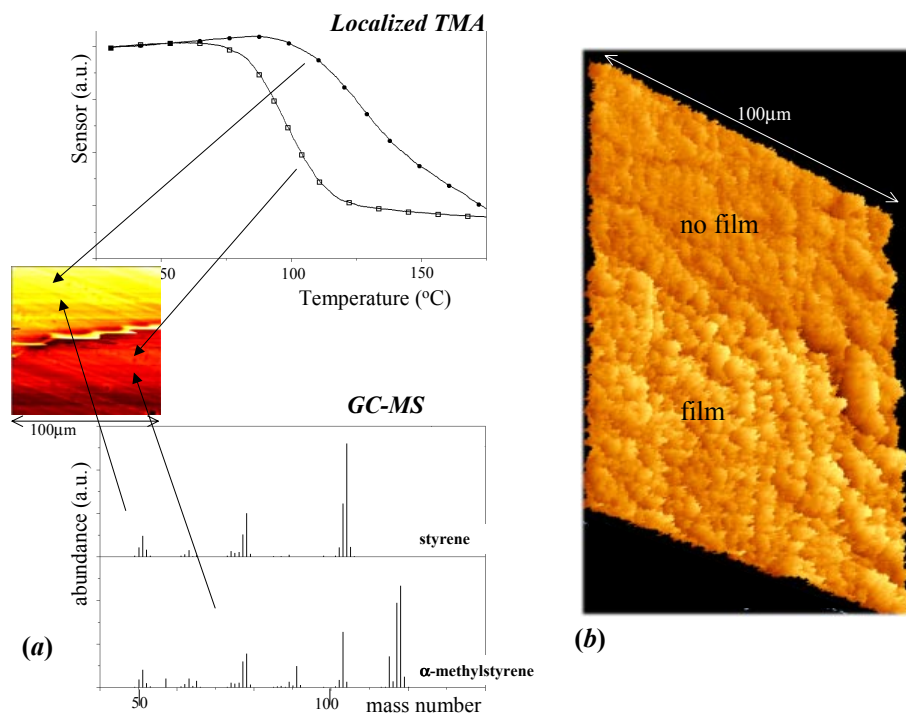 Localized TMA
Sensor (a.u.)
50
100
150
Temperature (°C)
100µm
GC-MS
abundance (a.u.)
styrene
α-methylstyrene
50
100
mass number
(a)
100µm
no film
film
(b)